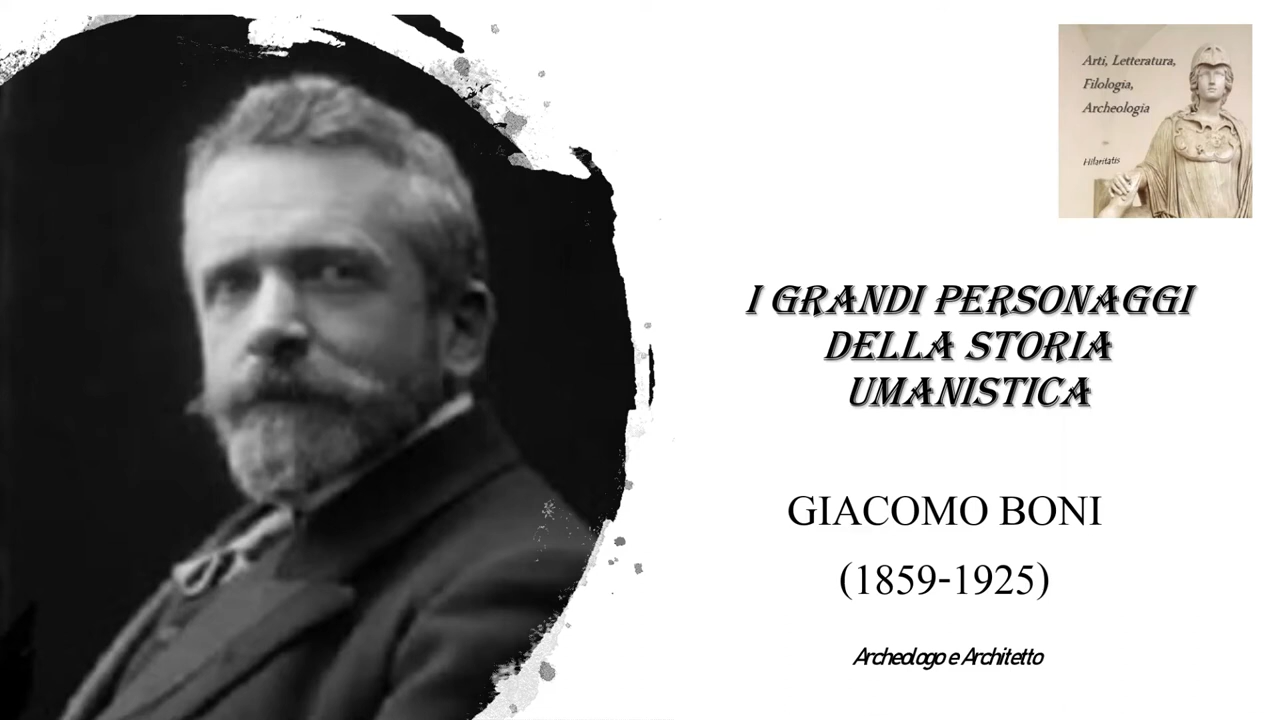 Arti, Letteratura,
Filologia,
Archeologia
Hilaritatis
I GRANDI PERSONAGGI
DELLA STORIA
UMANISTICA
GIACOMO BONI
(1859-1925)
Archeologo e Architetto